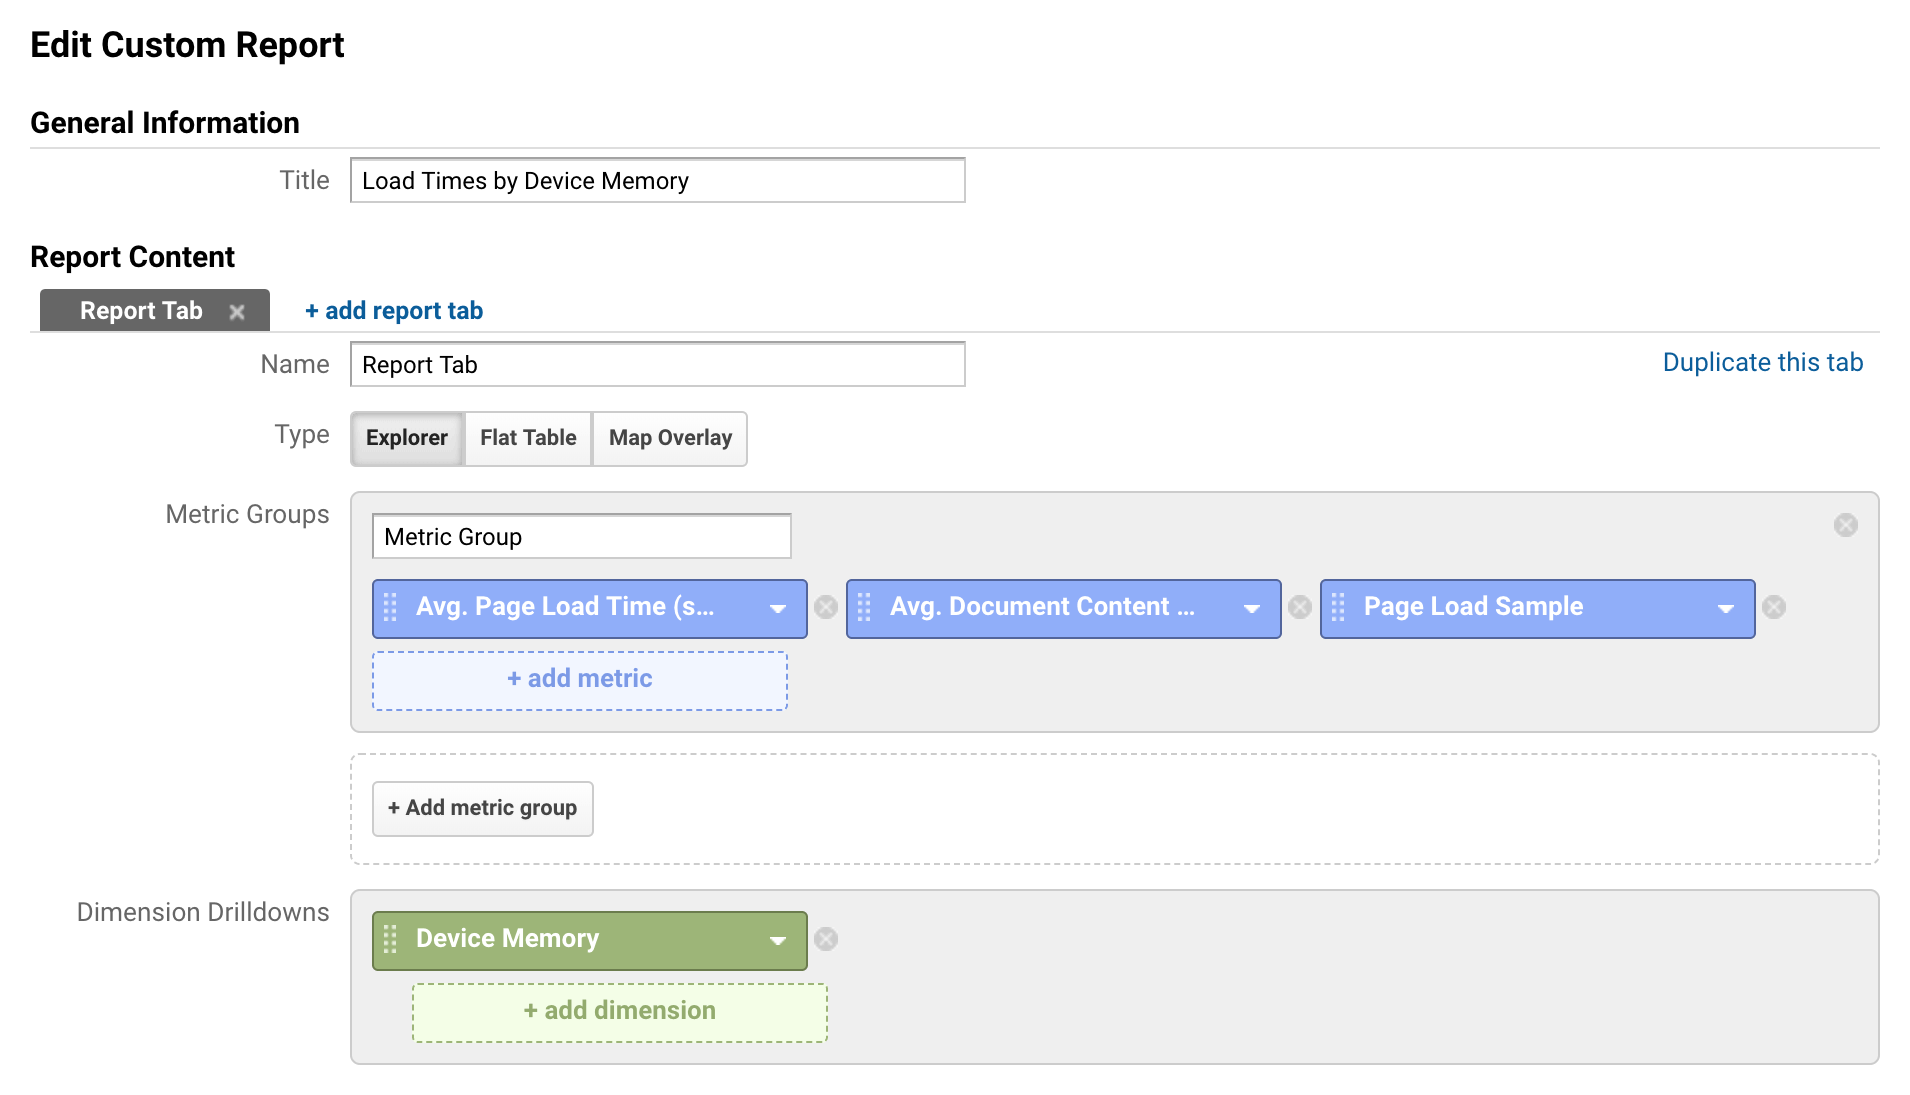 Edit Custom Report
General Information
Title Load Times by Device Memory
Report Content
Report Tab + add report tab
Name Report Tab Duplicate this tab
Type Explorer Flat Table Map Overlay
Metric Groups
Metric Group
Avg. Page Load Time (s... Avg. Document Content ... Page Load Sample
+ add metric
+ Add metric group
Dimension Drilldowns
Device Memory
+ add dimension